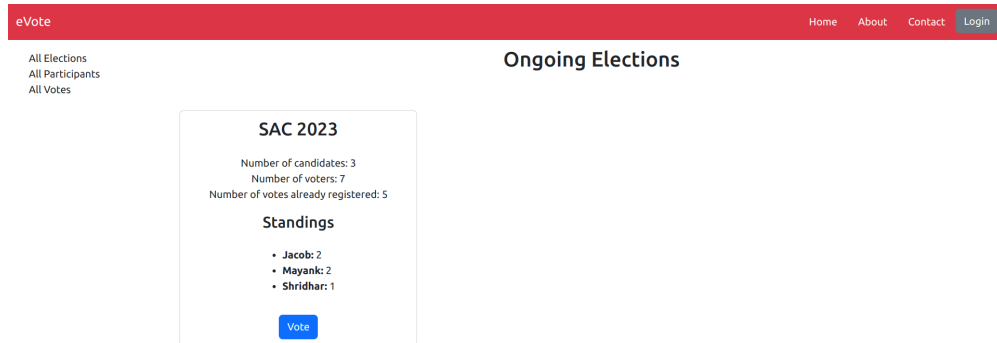 eVote Home About Contact Login
All Elections
All Participants
All Votes
Ongoing Elections
SAC 2023
Number of candidates: 3
Number of voters: 7
Number of votes already registered: 5
Standings
• Jacob: 2
• Mayank: 2
• Shridhar: 1
Vote